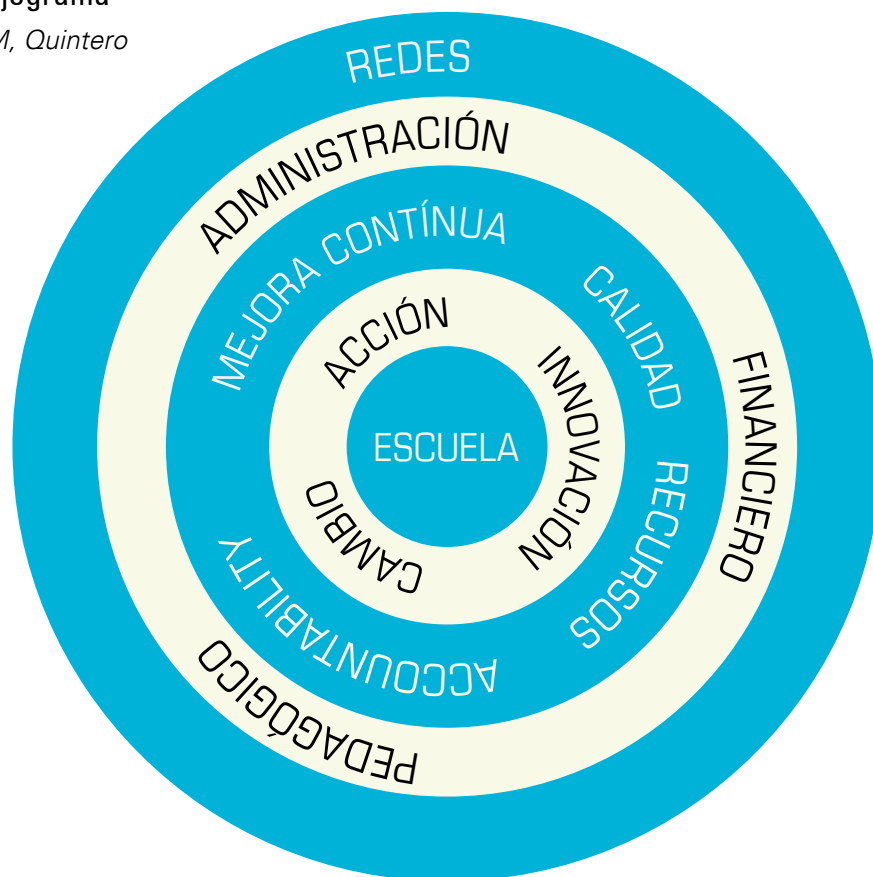 M, Quintero
REDES
ADMINISTRACIÓN
FINANCIERO
PEDAGÓGICO
MEJORA CONTÍNUA
CALIDAD
RECURSOS
ACCOUNTABILITY
ACCIÓN
INNOVACIÓN
CAMBIO
ESCUELA